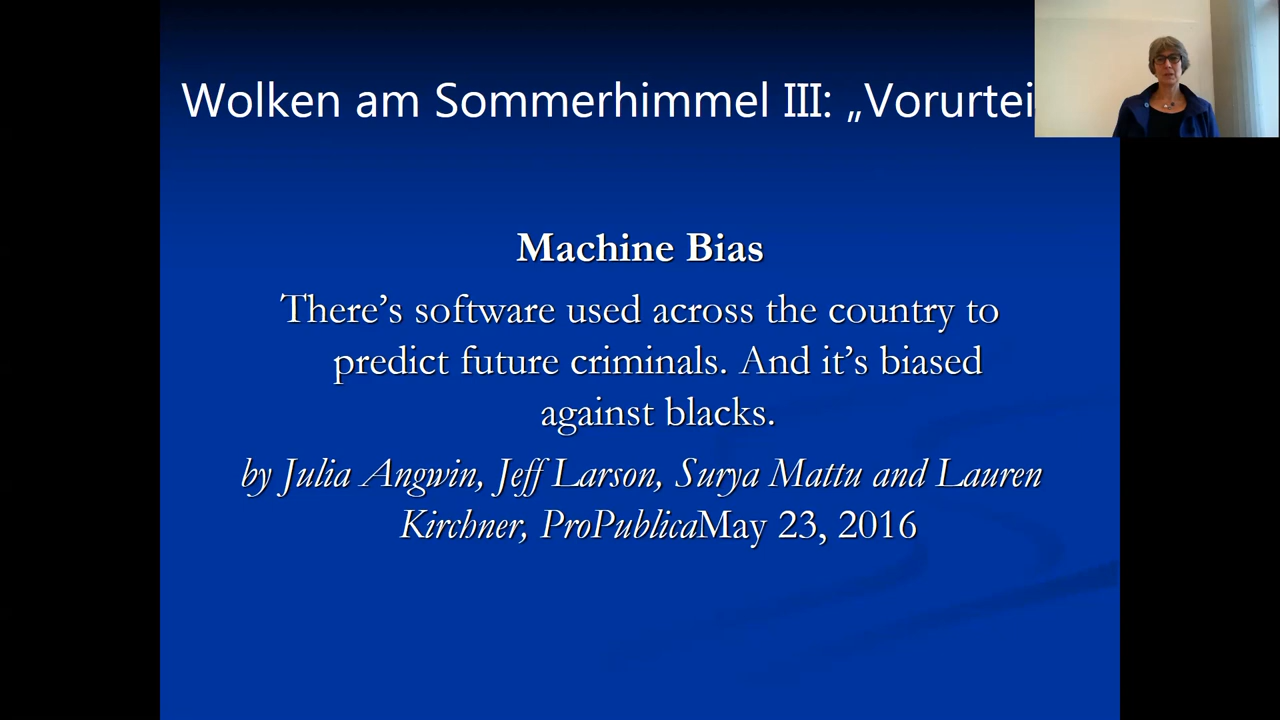 Wolken am Sommerhimmel III: „Vorurtei
Machine Bias
There’s software used across the country to
predict future criminals. And it’s biased
against blacks.
by Julia Angwin, Jeff Larson, Surya Mattu and Lauren
Kirchner, ProPublicaMay 23, 2016